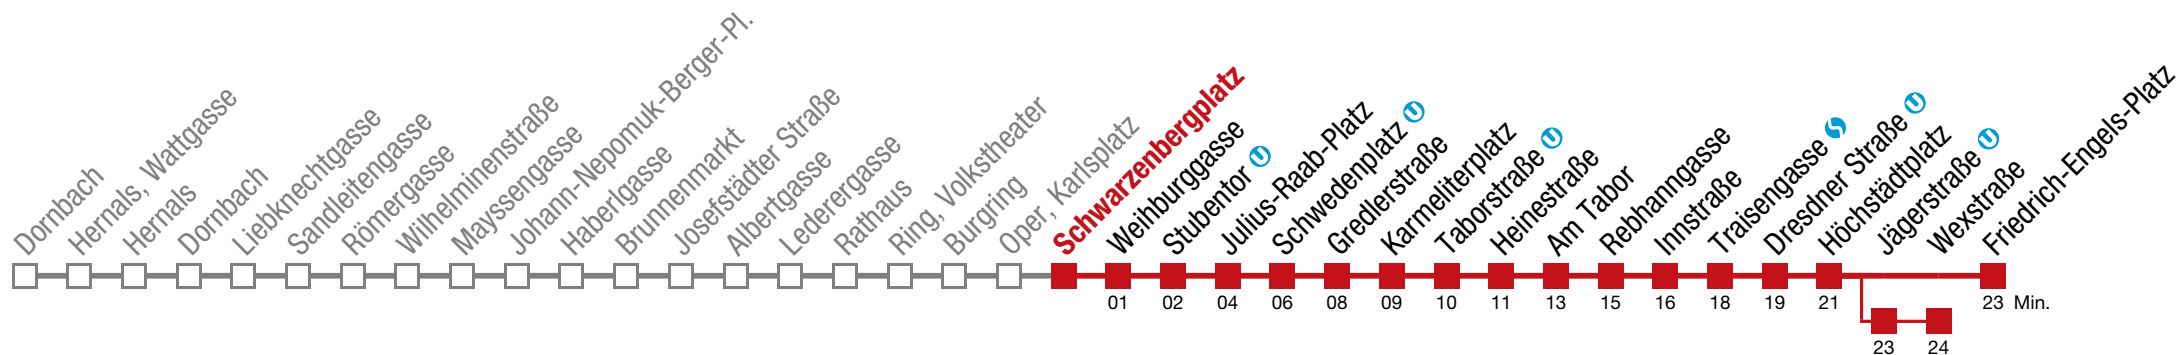 Dornbach
Hernals, Wattgasse
Hernals
Dornbach
Liebknechtgasse
Sandleitengasse
Römergasse
Wilhelminenstraße
Mayssengasse
Johann-Nepomuk-Berger-Pl.
Haberlgasse
Brunnenmarkt
Josefstädter Straße
Albertgasse
Lederergasse
Rathaus
Ring, Volkstheater
Burgring
Oper, Karlsplatz
Schwarzenbergplatz
Weihburggasse
Stubentor U
Julius-Raab-Platz
Schwedenplatz U
Gredlerstraße
Karmeliterplatz
Taborstraße U
Heinestraße
Am Tabor
Rebhanngasse
Innstraße
Traisengasse S
Dresdner Straße U
Höchstädtplatz
Jägerstraße U
Wexstraße
Friedrich-Engels-Platz
01 02 04 06 08 09 10 11 13 15 16 18 19 21 23 Min.
23 24